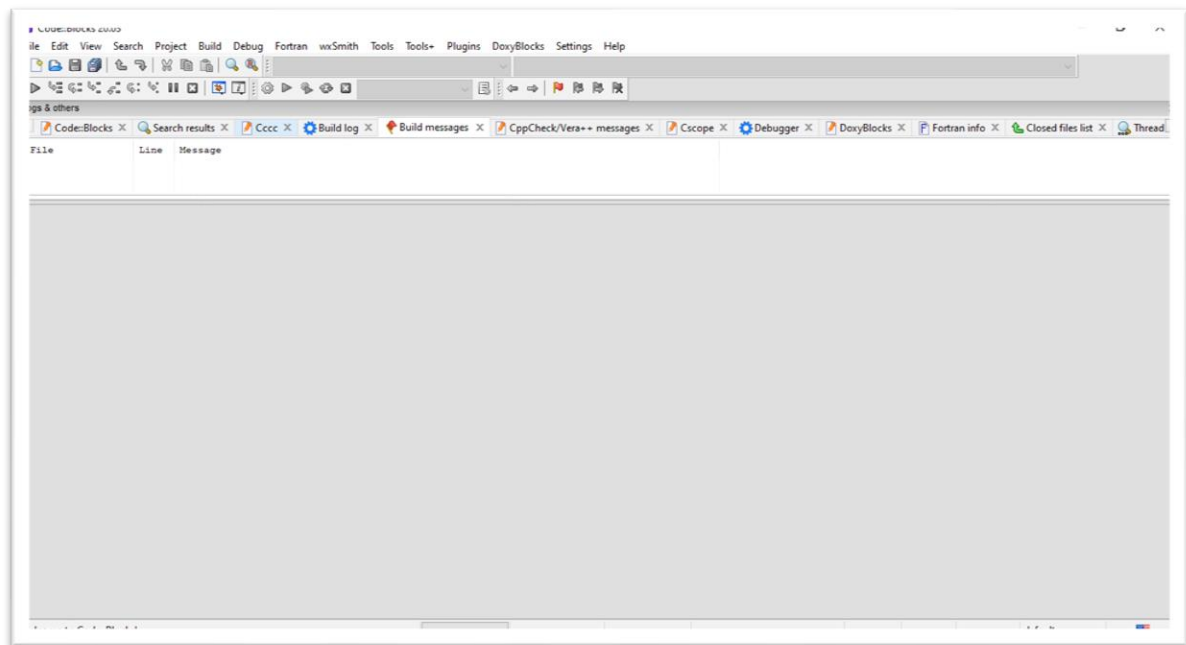 Code::Blocks 20.03
ile Edit View Search Project Build Debug Fortran wxSmith Tools Tools+ Plugins DoxyBlocks Settings Help
gs & others
Code::Blocks X Search results X Cccc X Build log X Build messages X CppCheck/Vera++ messages X Cscope X Debugger X DoxyBlocks X Fortran info X Closed files list X Thread
File Line Message